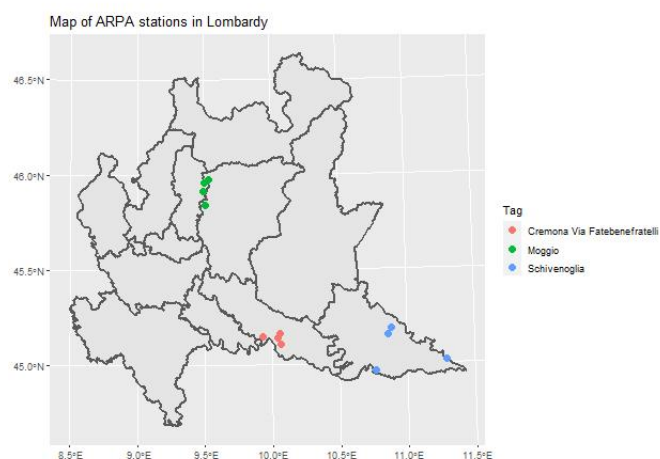 Map of ARPA stations in Lombardy
46.5°N
46.0°N
45.5°N
45.0°N
8.5°E
9.0°E
9.5°E
10.0°E
10.5°E
11.0°E
11.5°E
Tag
Cremona Via Fatebenefratelli
Moggio
Schivenoglia